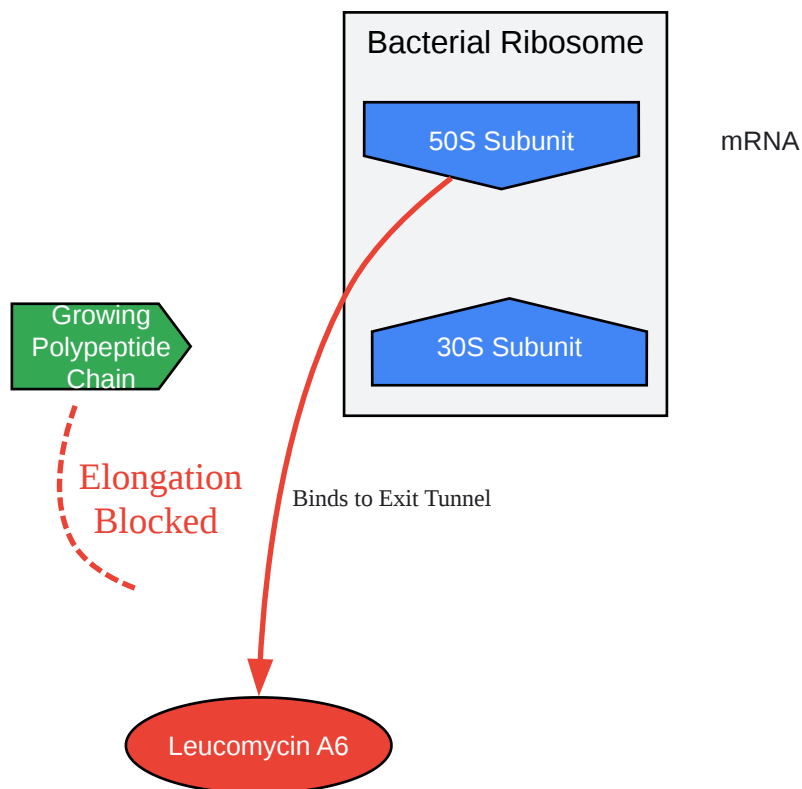 Bacterial Ribosome
50S Subunit
mRNA
Growing
Polypeptide
Chain
30S Subunit
Elongation
Blocked
Binds to Exit Tunnel
Leucomycin A6